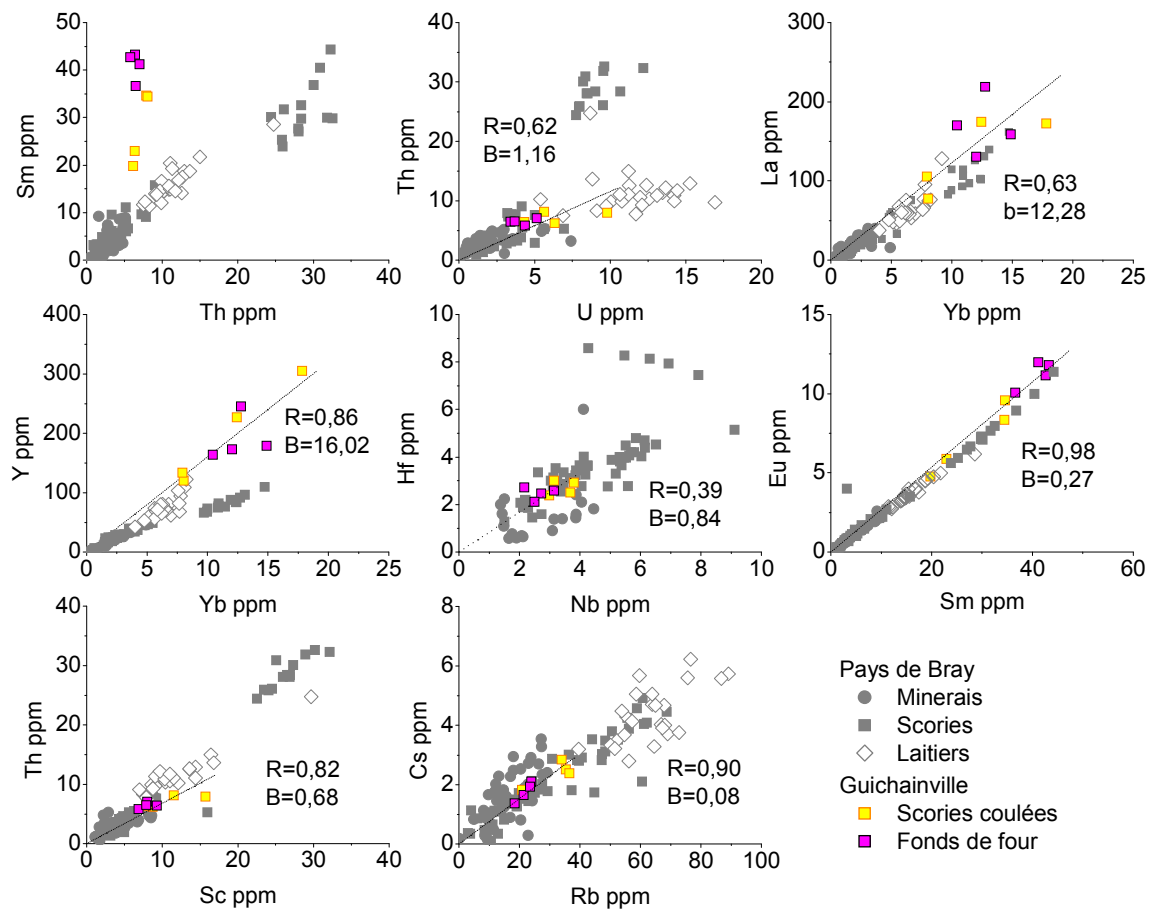 50
40
30
20
10
0
Sm ppm
0
10
20
30
40
Th ppm
40
30
20
10
0
Th ppm
R=0,62
B=1,16
0
5
10
15
20
U ppm
300
200
100
0
La ppm
R=0,63
b=12,28
0
5
10
15
20
25
Yb ppm
400
300
200
100
0
Y ppm
R=0,86
B=16,02
0
5
10
15
20
25
Yb ppm
10
8
6
4
2
0
Hf ppm
R=0,39
B=0,84
0
2
4
6
8
10
Nb ppm
15
10
5
0
Eu ppm
R=0,98
B=0,27
0
20
40
60
Sm ppm
40
30
20
10
0
Th ppm
R=0,82
B=0,68
0
10
20
30
40
Sc ppm
8
6
4
2
0
Cs ppm
R=0,90
B=0,08
0
20
40
60
80
100
Rb ppm
Pays de Bray
Minerais
Scories
Laitiers
Guichainville
Scories coulées
Fonds de four